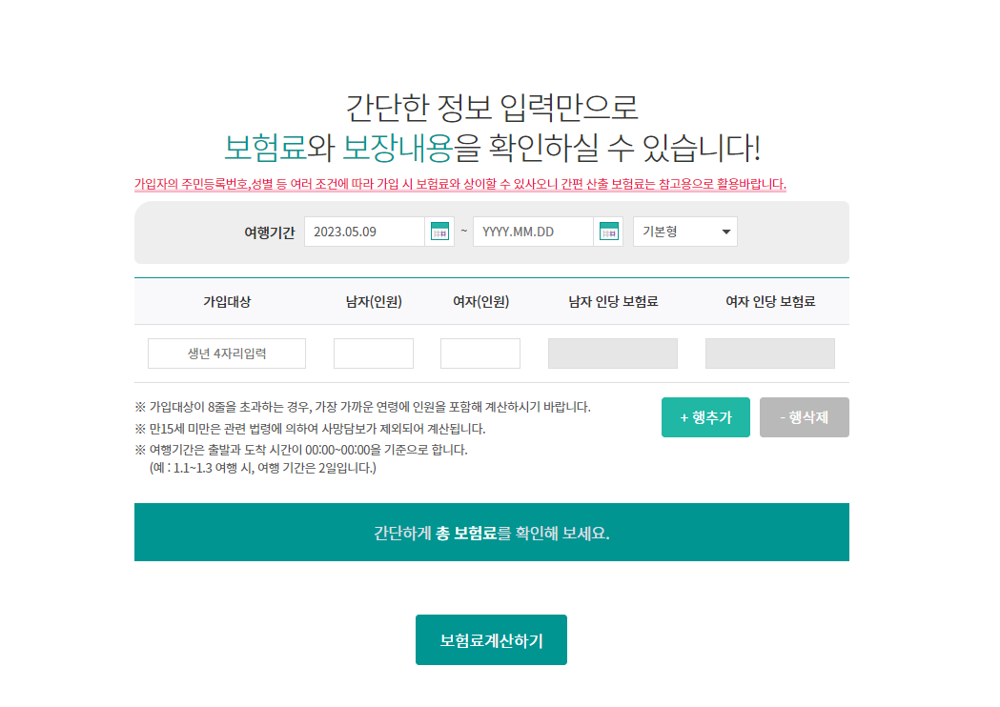 간단한 정보 입력만으로
보험료와 보장내용을 확인하실 수 있습니다!
가입자의 주민등록번호,성별 등 여러 조건에 따라 가입 시 보험료와 상이할 수 있사오니 간편 산출 보험료는 참고용으로 활용바랍니다.
여행기간 2023.05.09 ~ YYYY.MM.DD 기본형
가입대상 남자(인원) 여자(인원) 남자 인당 보험료 여자 인당 보험료
생년 4자리입력
※ 가입대상이 8줄을 초과하는 경우, 가장 가까운 연령에 인원을 포함해 계산하시기 바랍니다.
+ 행추가 - 행삭제
※ 만15세 미만은 관련 법령에 의하여 사망담보가 제외되어 계산됩니다.
※ 여행기간은 출발과 도착 시간이 00:00~00:00을 기준으로 합니다.
(예 : 1.1~1.3 여행 시, 여행 기간은 2일입니다.)
간단하게 총 보험료를 확인해 보세요.
보험료계산하기